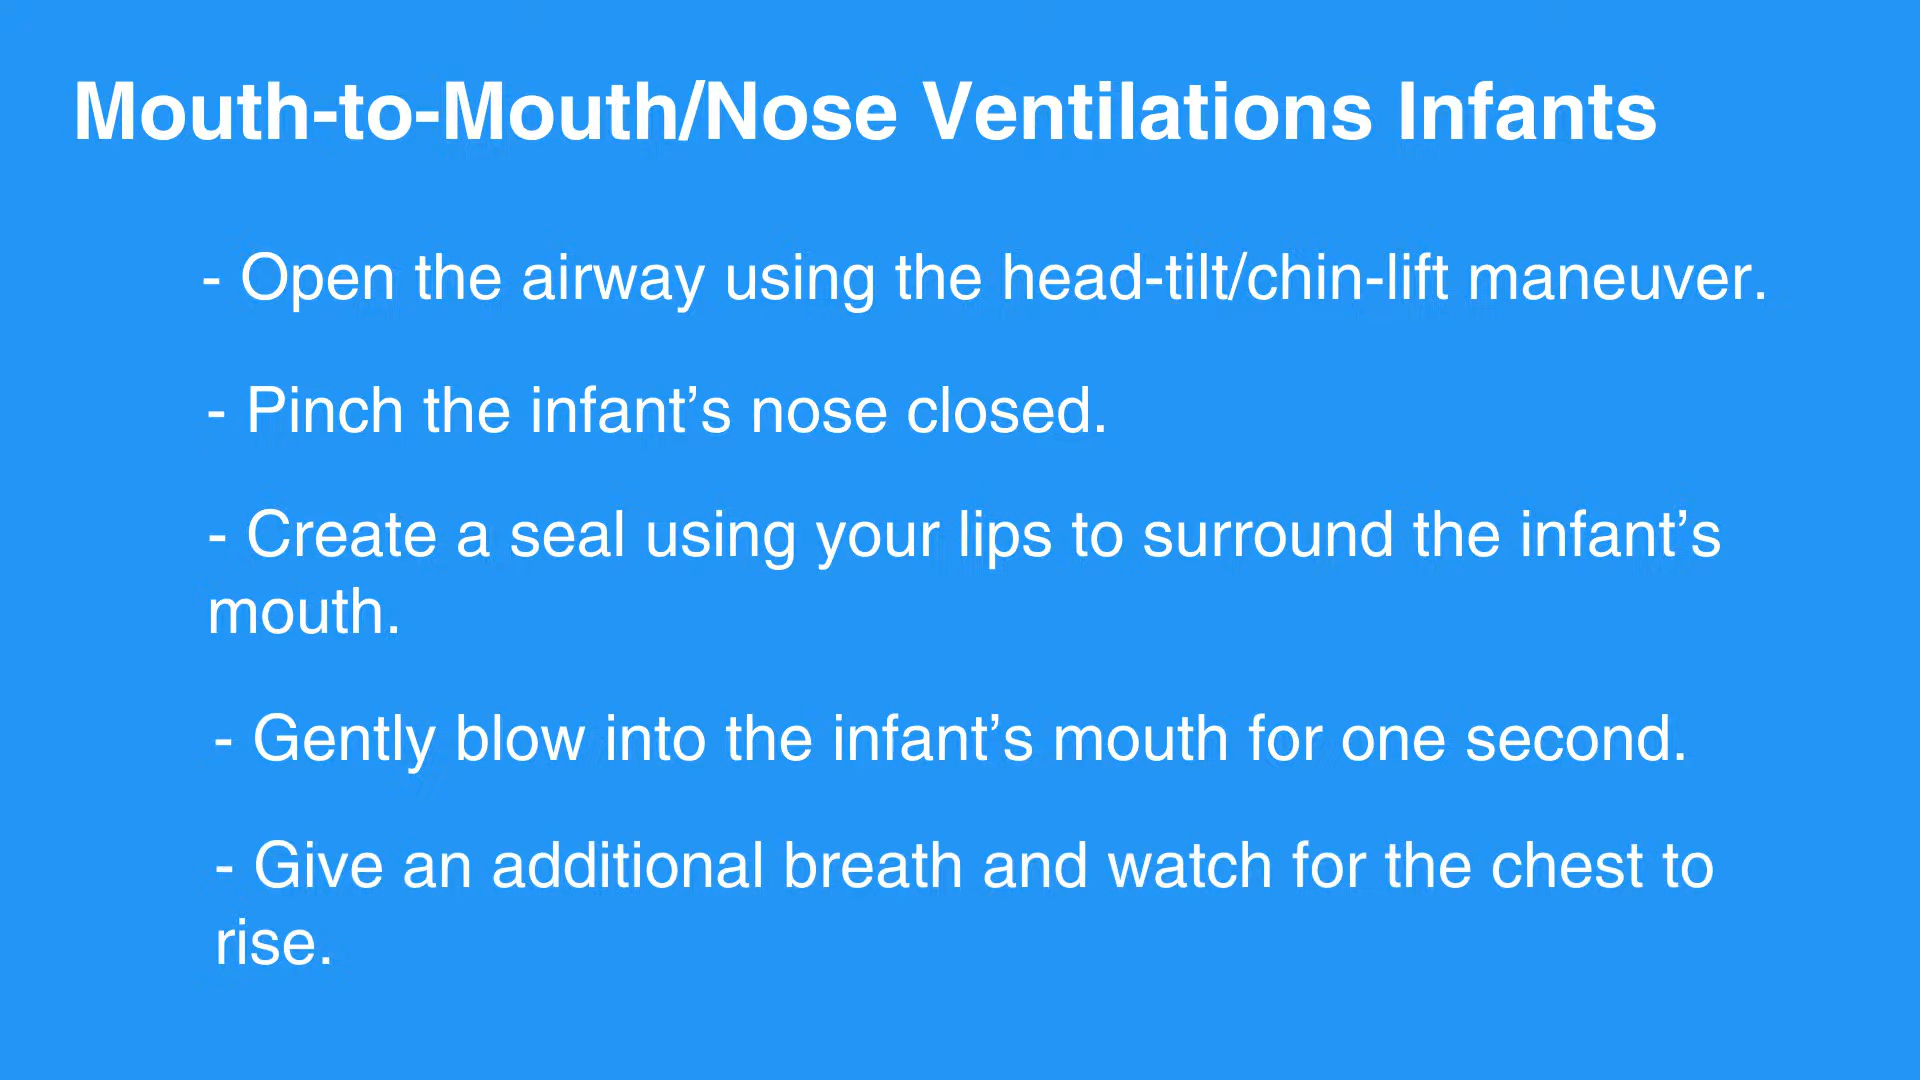 Mouth-to-Mouth/Nose Ventilations Infants
- Open the airway using the head-tilt/chin-lift maneuver.
- Pinch the infant’s nose closed.
- Create a seal using your lips to surround the infant’s
mouth.
- Gently blow into the infant’s mouth for one second.
- Give an additional breath and watch for the chest to
rise.